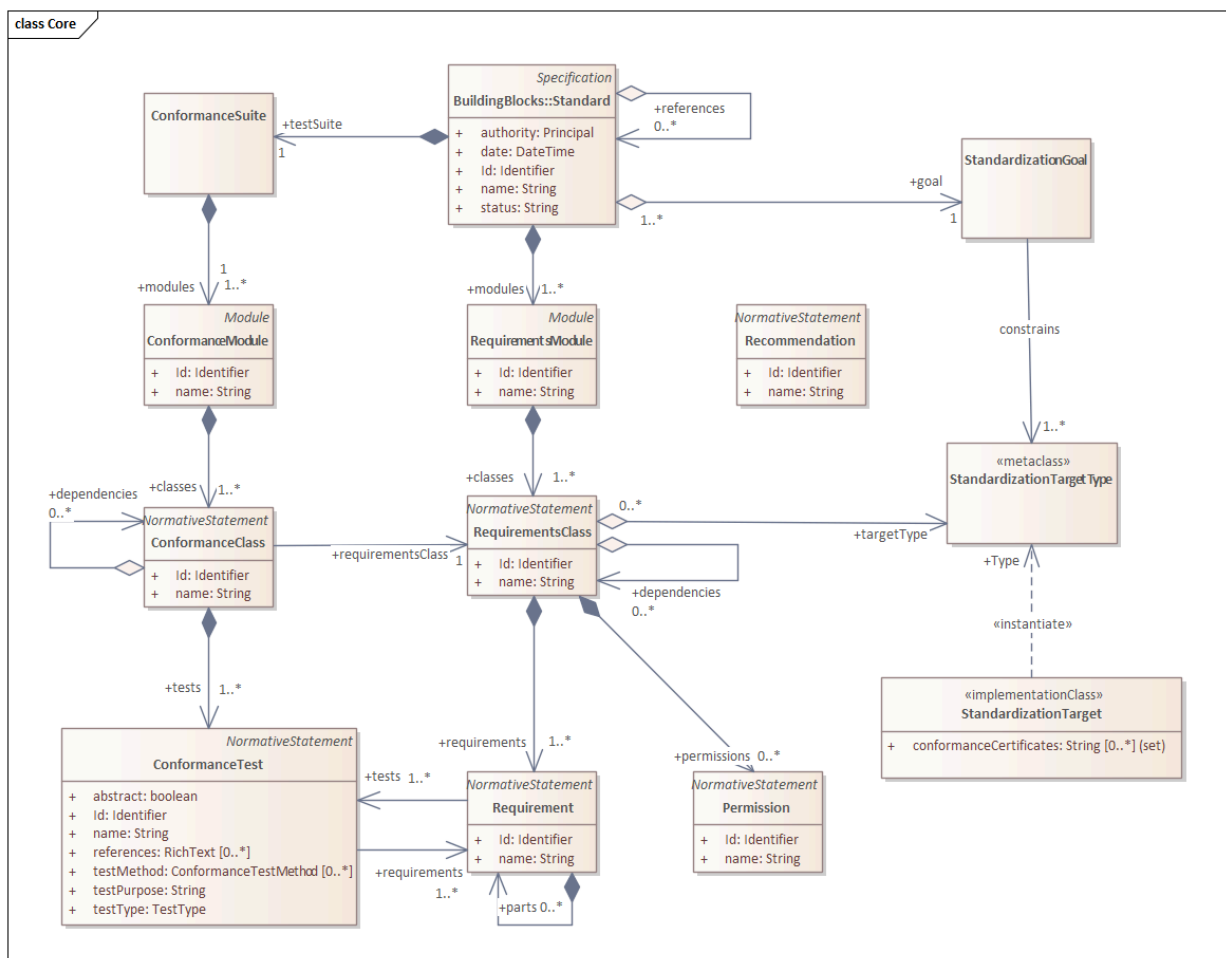 class Core
Specification
BuildingBlocks::Standard
+ authority: Principal
+ date: DateTime
+ Id: Identifier
+ name: String
+ status: String
+references
0..*
ConformanceSuite
+testSuite
1
StandardizationGoal
+goal
1..*
1
1
+modules
1..*
+modules
1..*
Module
ConformanceModule
+ Id: Identifier
+ name: String
Module
RequirementsModule
+ Id: Identifier
+ name: String
NormativeStatement
Recommendation
+ Id: Identifier
+ name: String
constrains
1..*
«metaclass»
StandardizationTargetType
+classes
1..*
+classes
1..*
+dependencies
0..*
NormativeStatement
ConformanceClass
+ Id: Identifier
+ name: String
+requirementsClass
1
NormativeStatement
RequirementsClass
+ Id: Identifier
+ name: String
0..*
+targetType
+dependencies
0..*
+Type
«instantiate»
«implementationClass»
StandardizationTarget
+ conformanceCertificates: String [0..*] (set)
+tests
1..*
+requirements
1..*
+permissions
0..*
NormativeStatement
ConformanceTest
+ abstract: boolean
+ Id: Identifier
+ name: String
+ references: RichText [0..*]
+ testMethod: ConformanceTestMethod [0..*]
+ testPurpose: String
+ testType: TestType
+tests
1..*
+requirements
1..*
NormativeStatement
Requirement
+ Id: Identifier
+ name: String
+parts 0..*
NormativeStatement
Permission
+ Id: Identifier
+ name: String